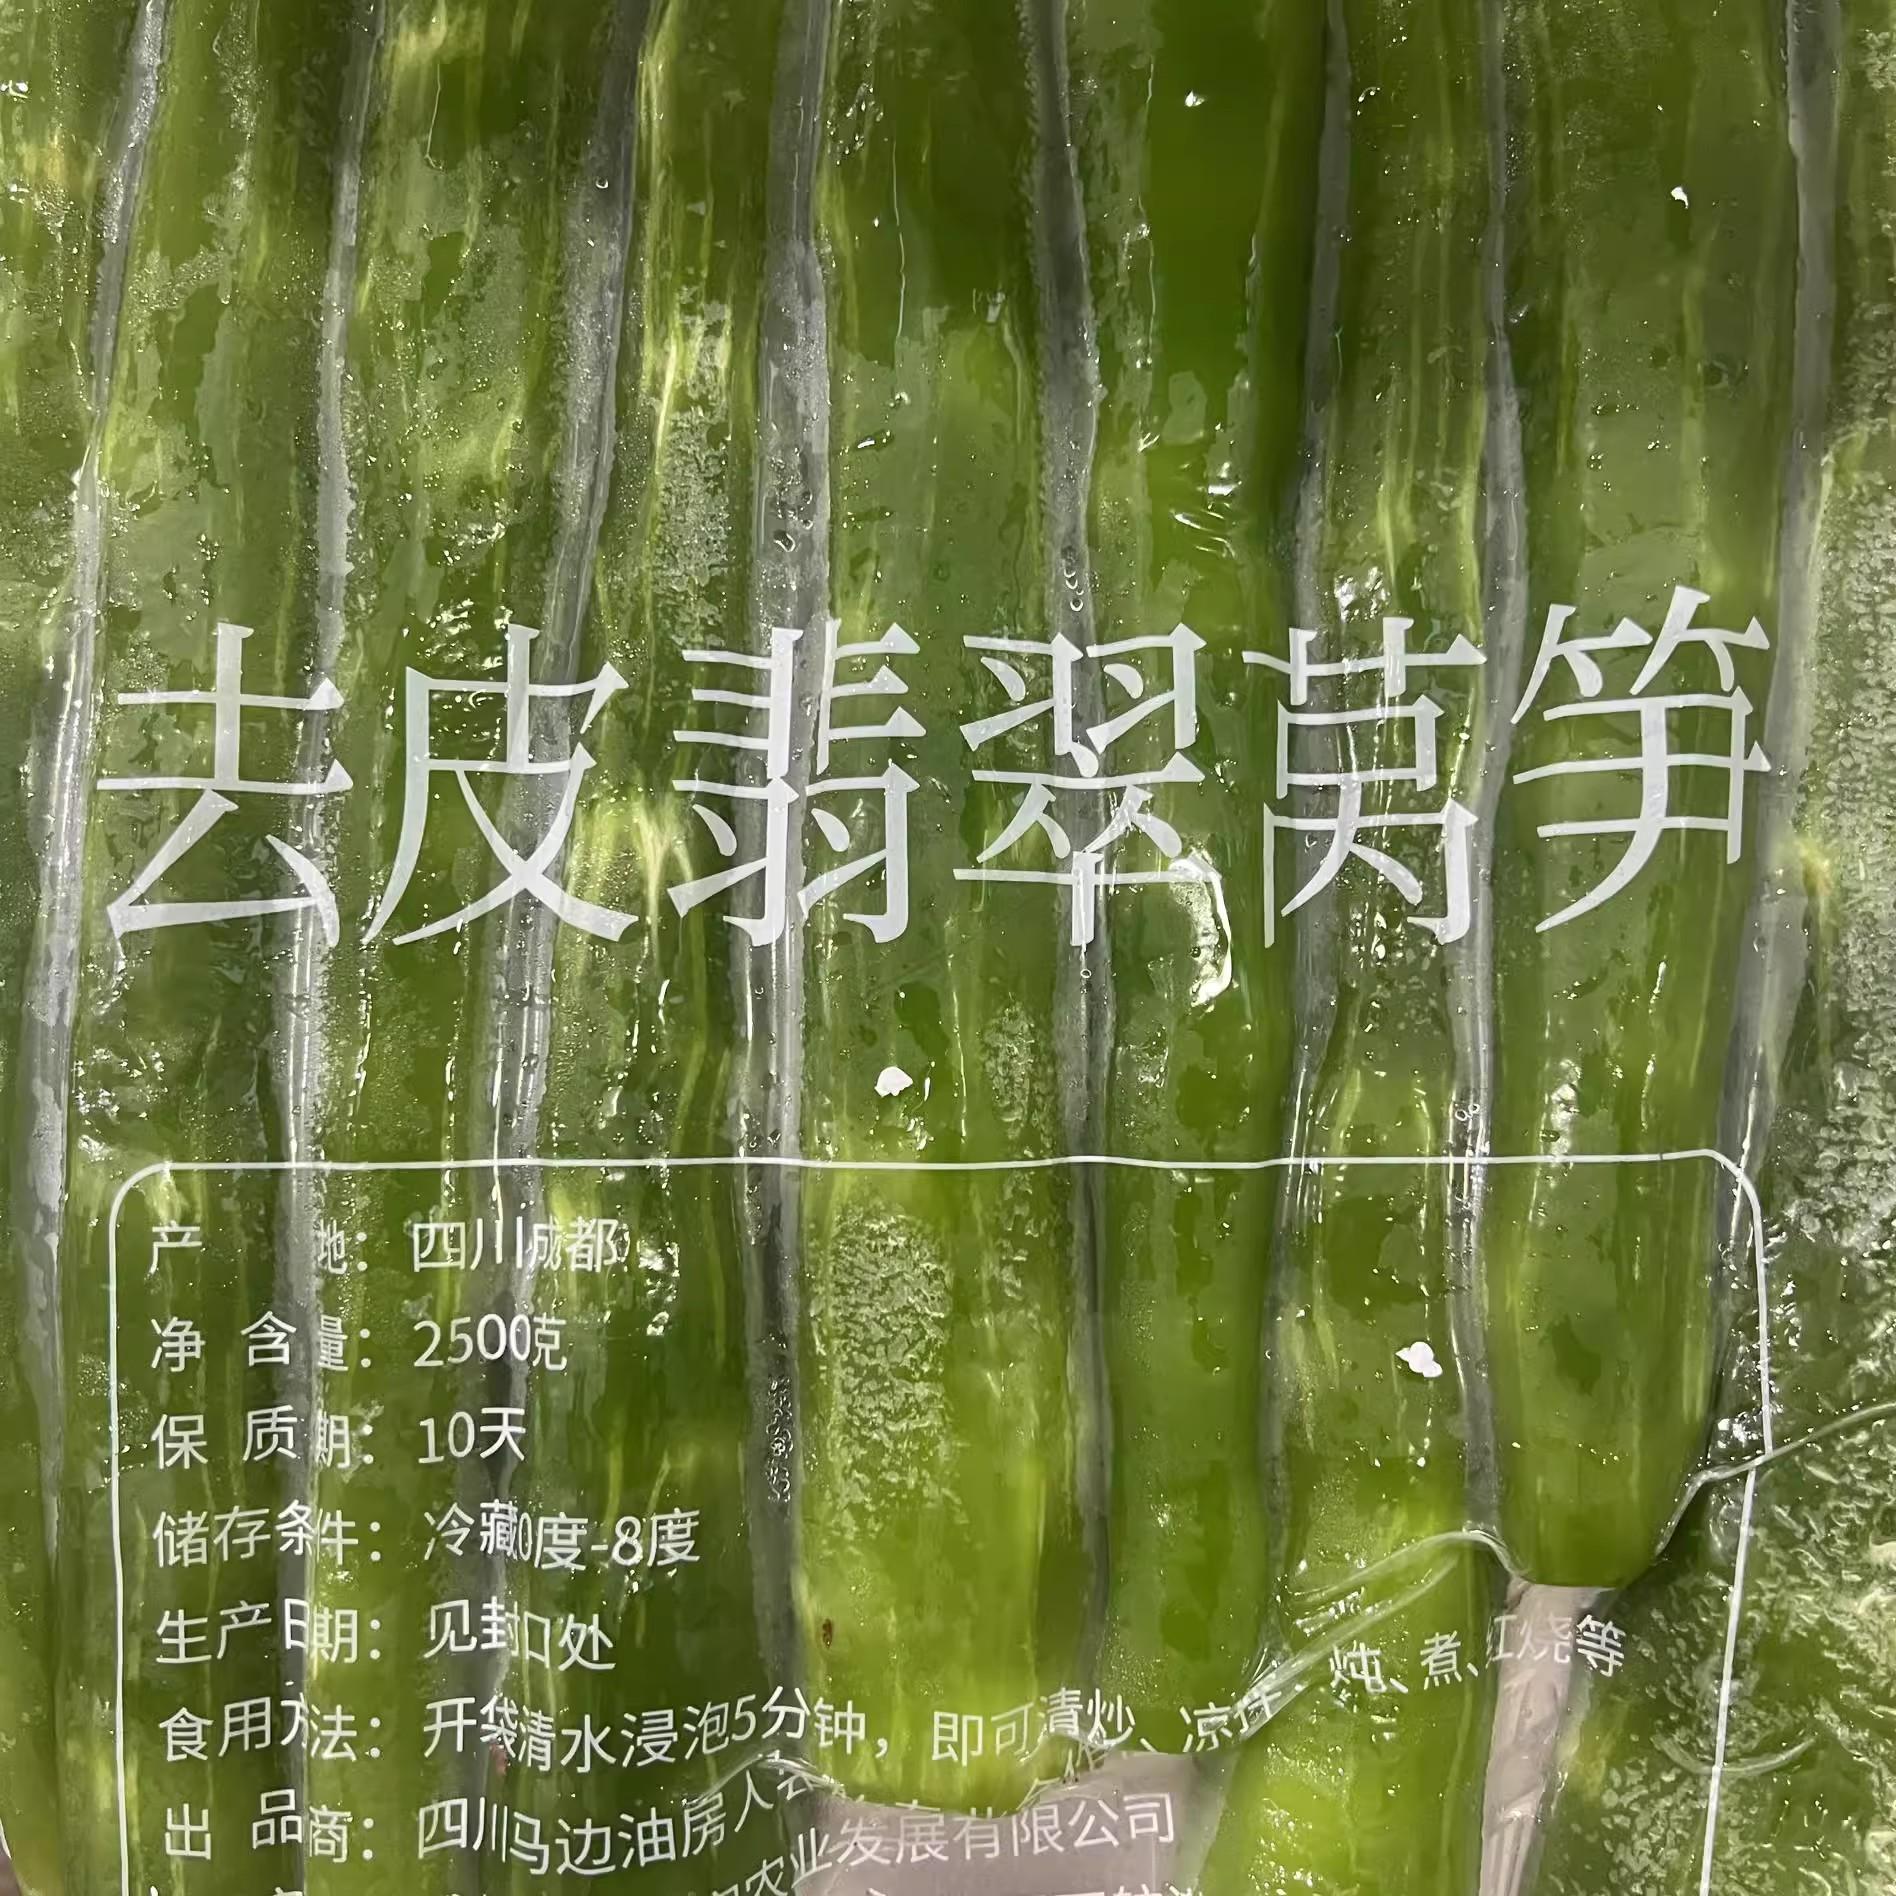 去皮翡翠莴笋
产 地：四川成都
净 含 量：2500克
保 质 期：10天
储存条件：冷藏0度-8度
生产日期：见封口处
食用方法：开袋清水浸泡5分钟，即可清炒、凉拌、炖、煮、红烧等
出 品 商：四川马边油房人家
农业发展有限公司